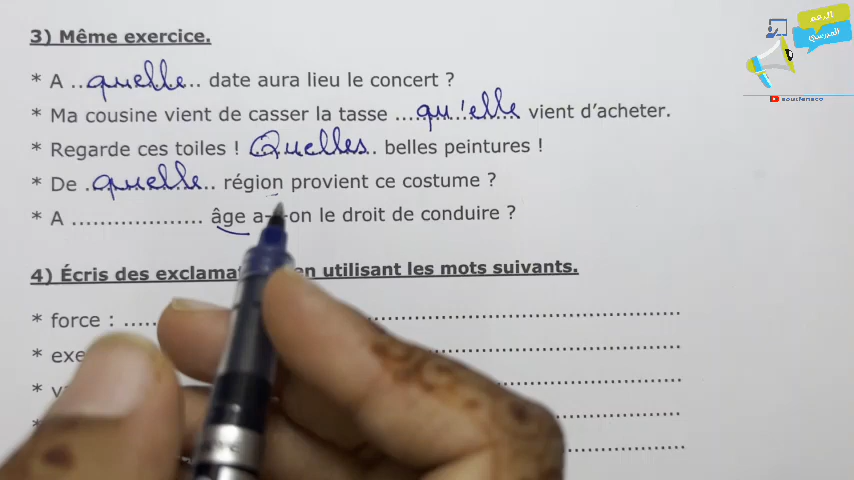 الدعم
المدرسي
3) Même exercice.
* A ..quelle.. date aura lieu le concert ?
* Ma cousine vient de casser la tasse ...qu'elle vient d'acheter.
* Regarde ces toiles ! Quelles.. belles peintures !
* De .quelle.. région provient ce costume ?
* A ................... âge a-t-on le droit de conduire ?
4) Écris des en utilisant les mots suivants.
* force : ...............................................